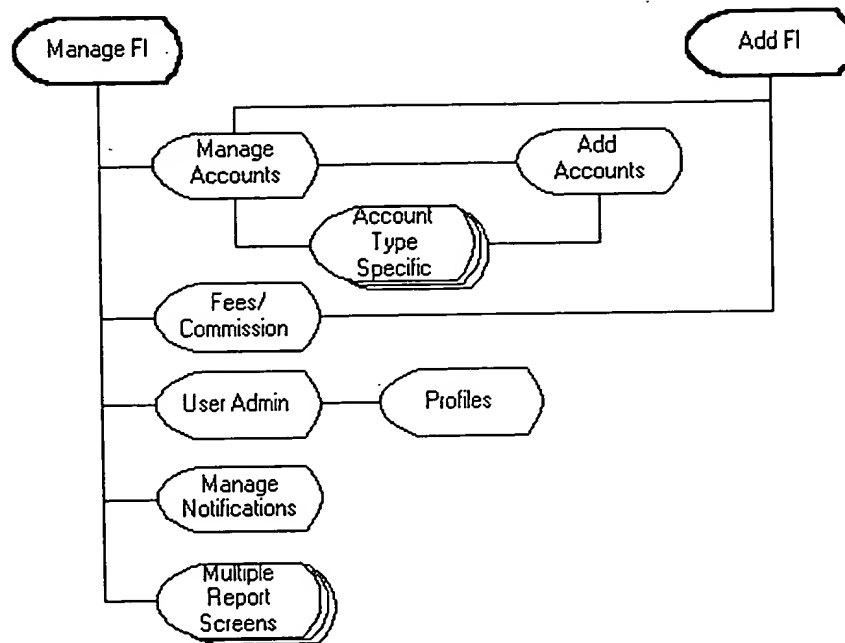 Manage FI
Add FI
Manage
Accounts
Add
Accounts
Account
Type
Specific
Fees/
Commission
User Admin
Profiles
Manage
Notifications
Multiple
Report
Screens